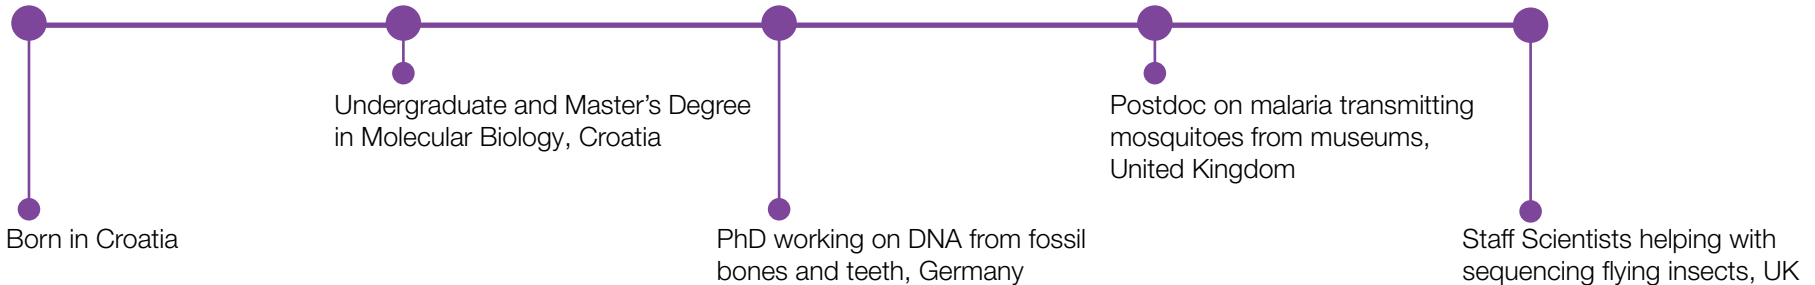 Born in Croatia
Undergraduate and Master's Degree
in Molecular Biology, Croatia
PhD working on DNA from fossil
bones and teeth, Germany
Postdoc on malaria transmitting
mosquitoes from museums,
United Kingdom
Staff Scientists helping with
sequencing flying insects, UK